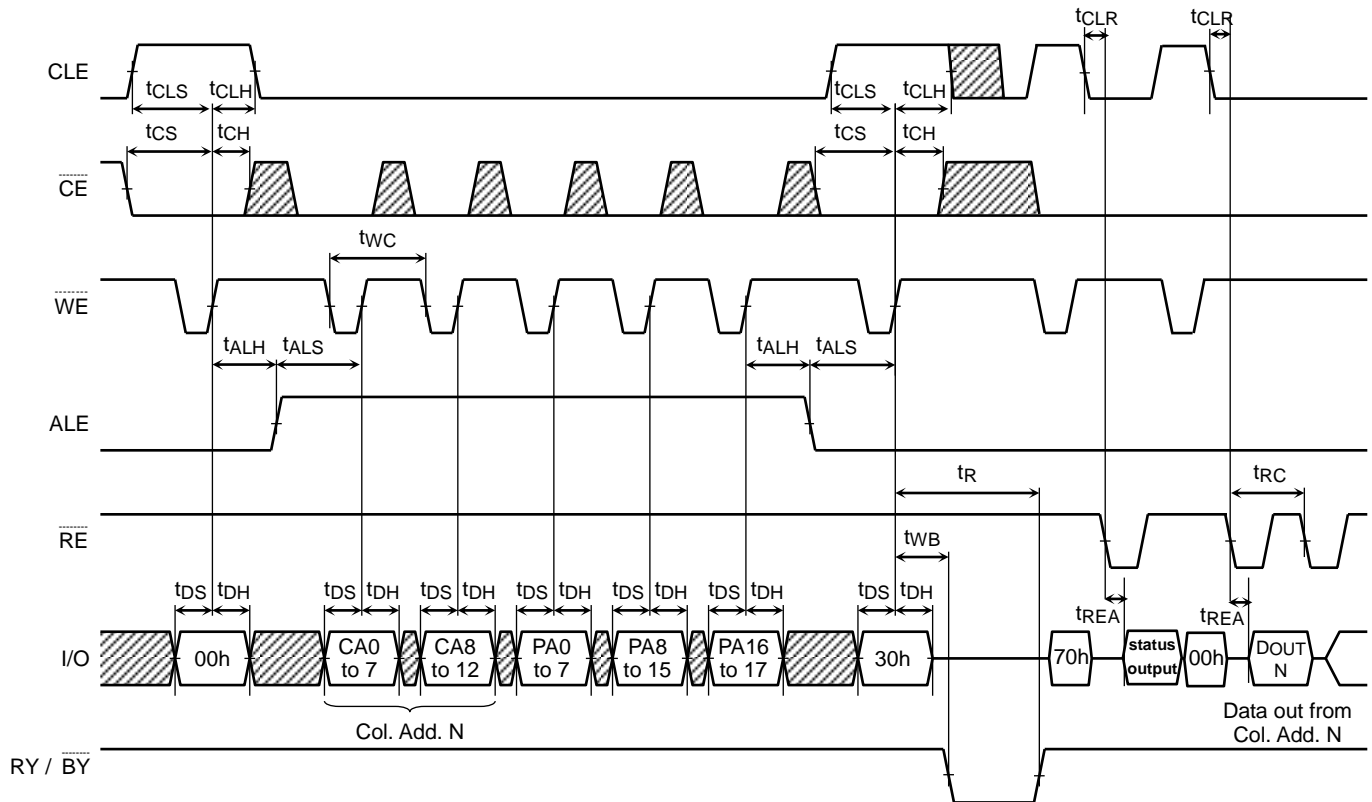 tCLR tCLR
CLE
tCLS tCLH tCLS tCLH
tCS tCH tCS tCH
CE
tWC
WE
tALH tALS tALH tALS
ALE
tR tRC
RE
tWB
tDS tDH tDS tDH tDS tDH tDS tDH tDS tDH tDS tDH tDS tDH
tREA tREA
I/O 00h CA0 to 7 CA8 to 12 PA0 to 7 PA8 to 15 PA16 to 17 30h 70h status output 00h DOUT N
Col. Add. N
Data out from
Col. Add. N
RY / BY